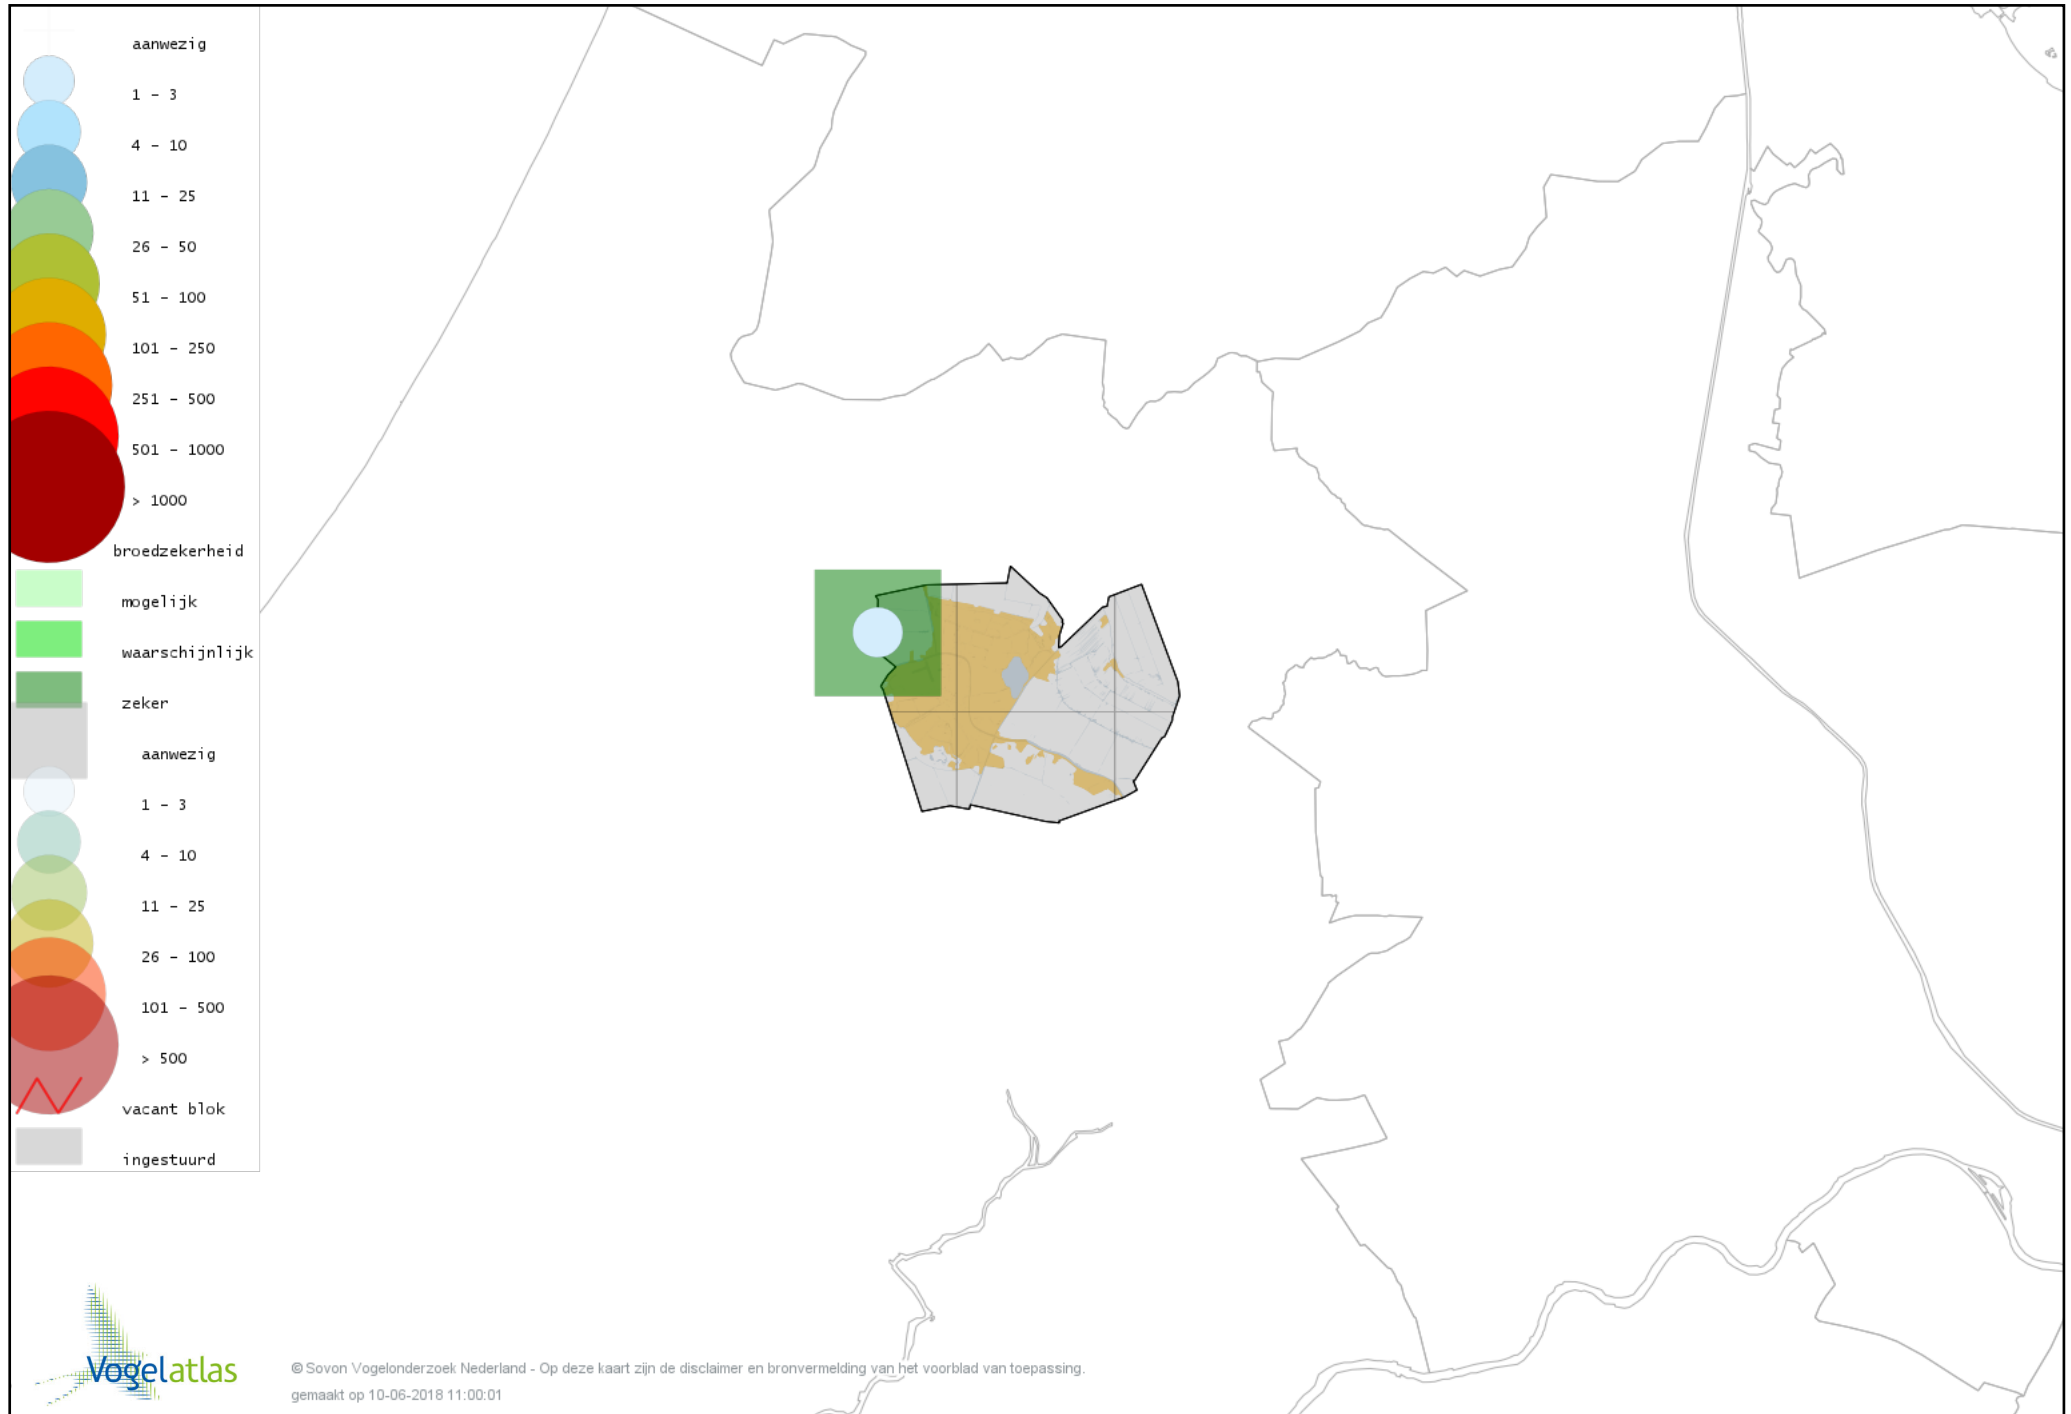 aanwezig
1 - 3
4 - 10
11 - 25
26 - 50
51 - 100
101 - 250
251 - 500
501 - 1000
> 1000
broedzekerheid
mogelijk
waarschijnlijk
zeker
aanwezig
1 - 3
4 - 10
11 - 25
26 - 100
101 - 500
> 500
vacant blok
ingestuurd
Vogelatlas
© Sovon Vogelonderzoek Nederland - Op deze kaart zijn de disclaimer en bronvermelding van het voorblad van toepassing.
gemaakt op 10-06-2018 11:00:01